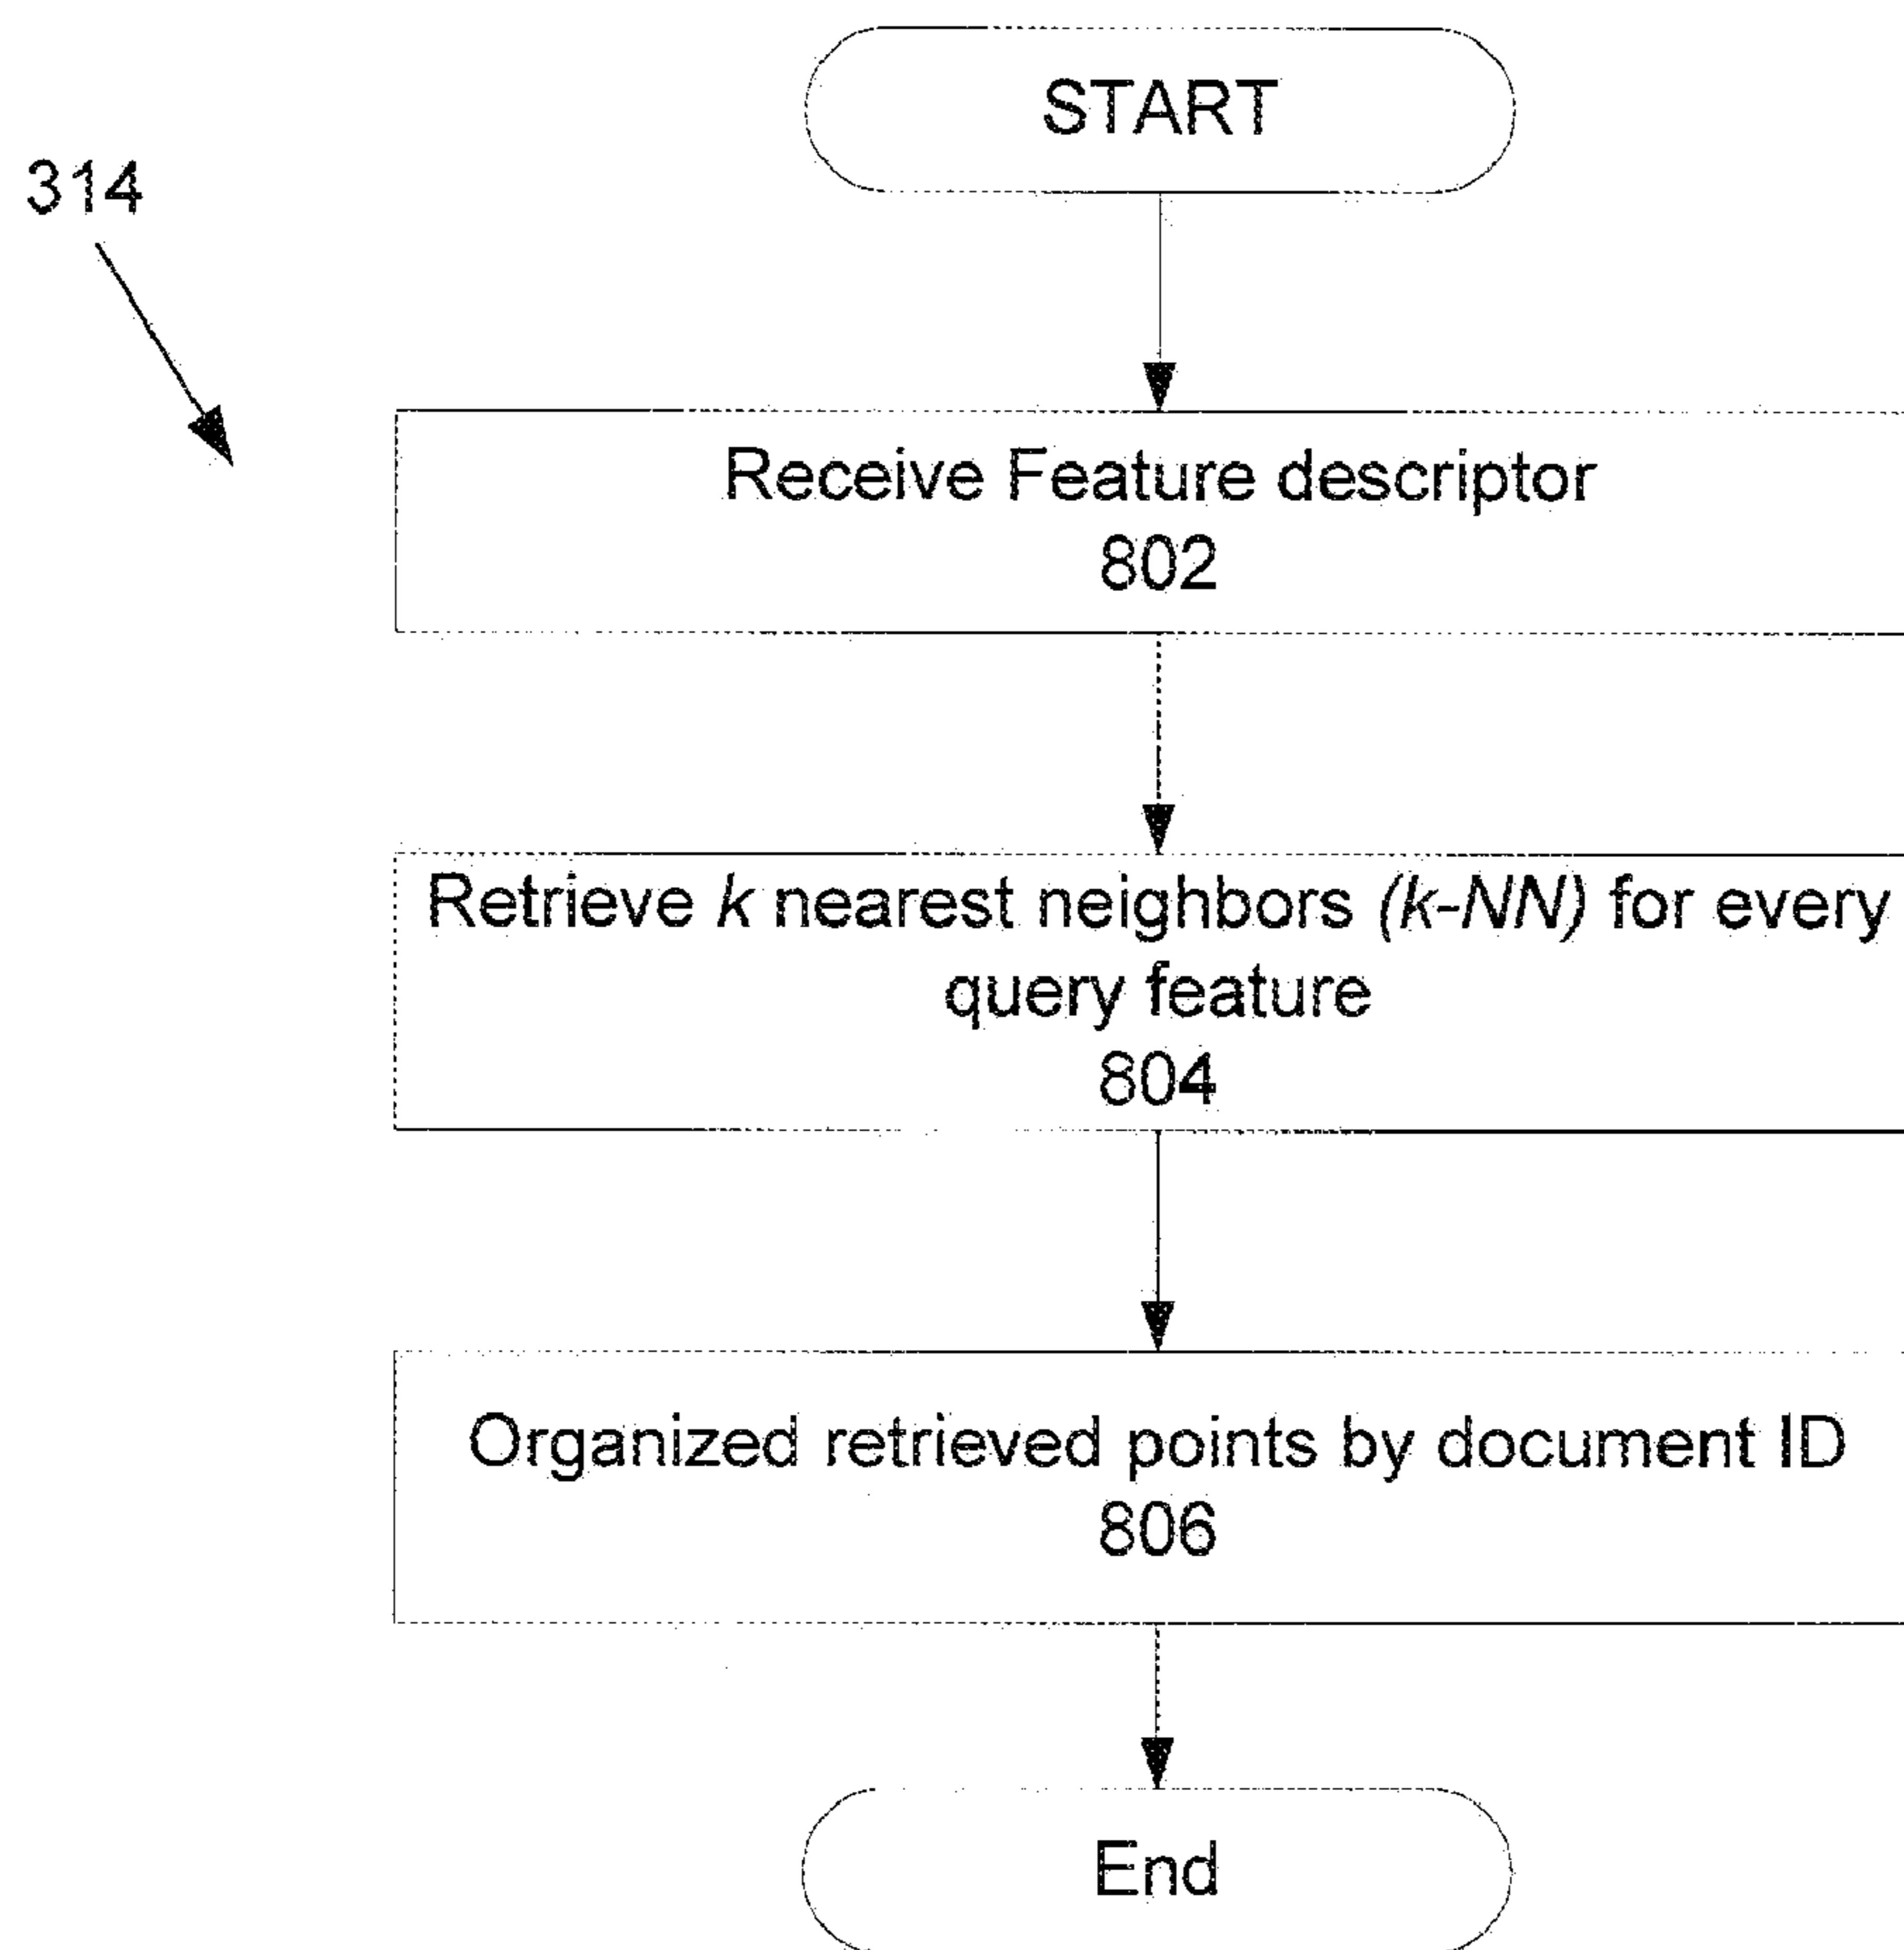 START
314
Receive Feature descriptor
802
Retrieve k nearest neighbors (k-NN) for every
query feature
804
Organized retrieved points by document ID
806
End